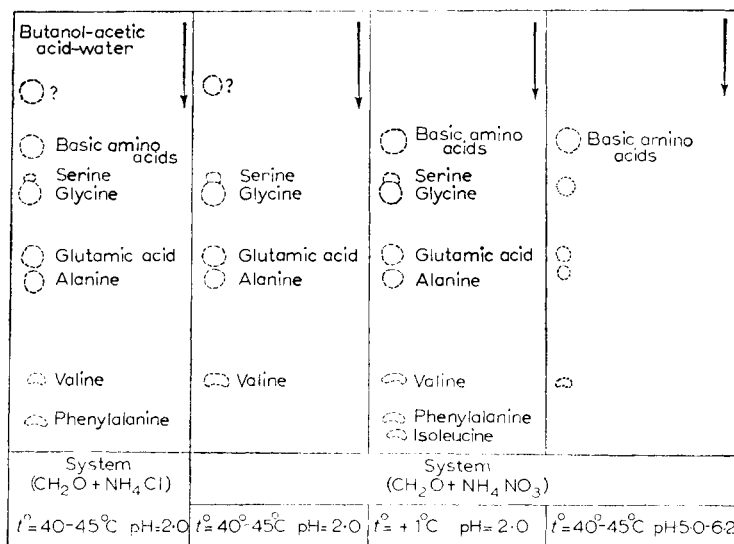 Butanol-acetic
acid-water
?
Basic amino
acids
Serine
Glycine
Glutamic acid
Alanine
Valine
Phenylalanine
?
Serine
Glycine
Glutamic acid
Alanine
Valine
Basic amino
acids
Serine
Glycine
Glutamic acid
Alanine
Valine
Phenylalanine
Isoleucine
Basic amino
acids
System
(CH₂O + NH₄Cl)
System
(CH₂O + NH₄NO₃)
t°= 40-45°C pH=2·0
t°= 40°-45°C pH=2·0
t°= +1°C pH=2·0
t°=40°-45°C pH5·0-6·2